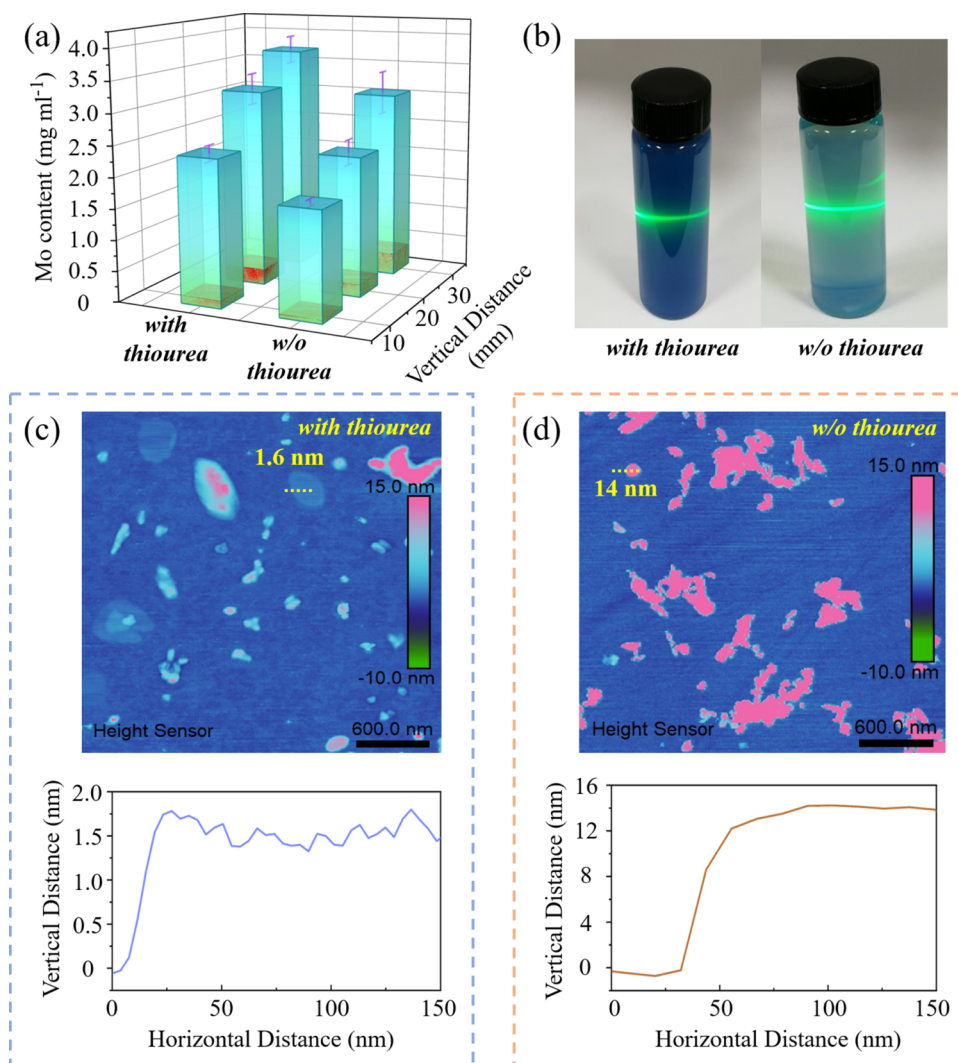 (a)
4.0
3.5
3.0
2.5
2.0
1.5
1.0
0.5
0
Mo content (mg ml⁻¹)
with
thiourea
w/o
thiourea
10
20
30
Vertical Distance
(mm)
(b)
with thiourea
w/o thiourea
(c)
with thiourea
1.6 nm
15.0 nm
-10.0 nm
Height Sensor
600.0 nm
2.0
1.5
1.0
0.5
0
Vertical Distance (nm)
0
50
100
150
Horizontal Distance (nm)
(d)
w/o thiourea
14 nm
15.0 nm
-10.0 nm
Height Sensor
600.0 nm
16
12
8
4
0
Vertical Distance (nm)
0
50
100
150
Horizontal Distance (nm)